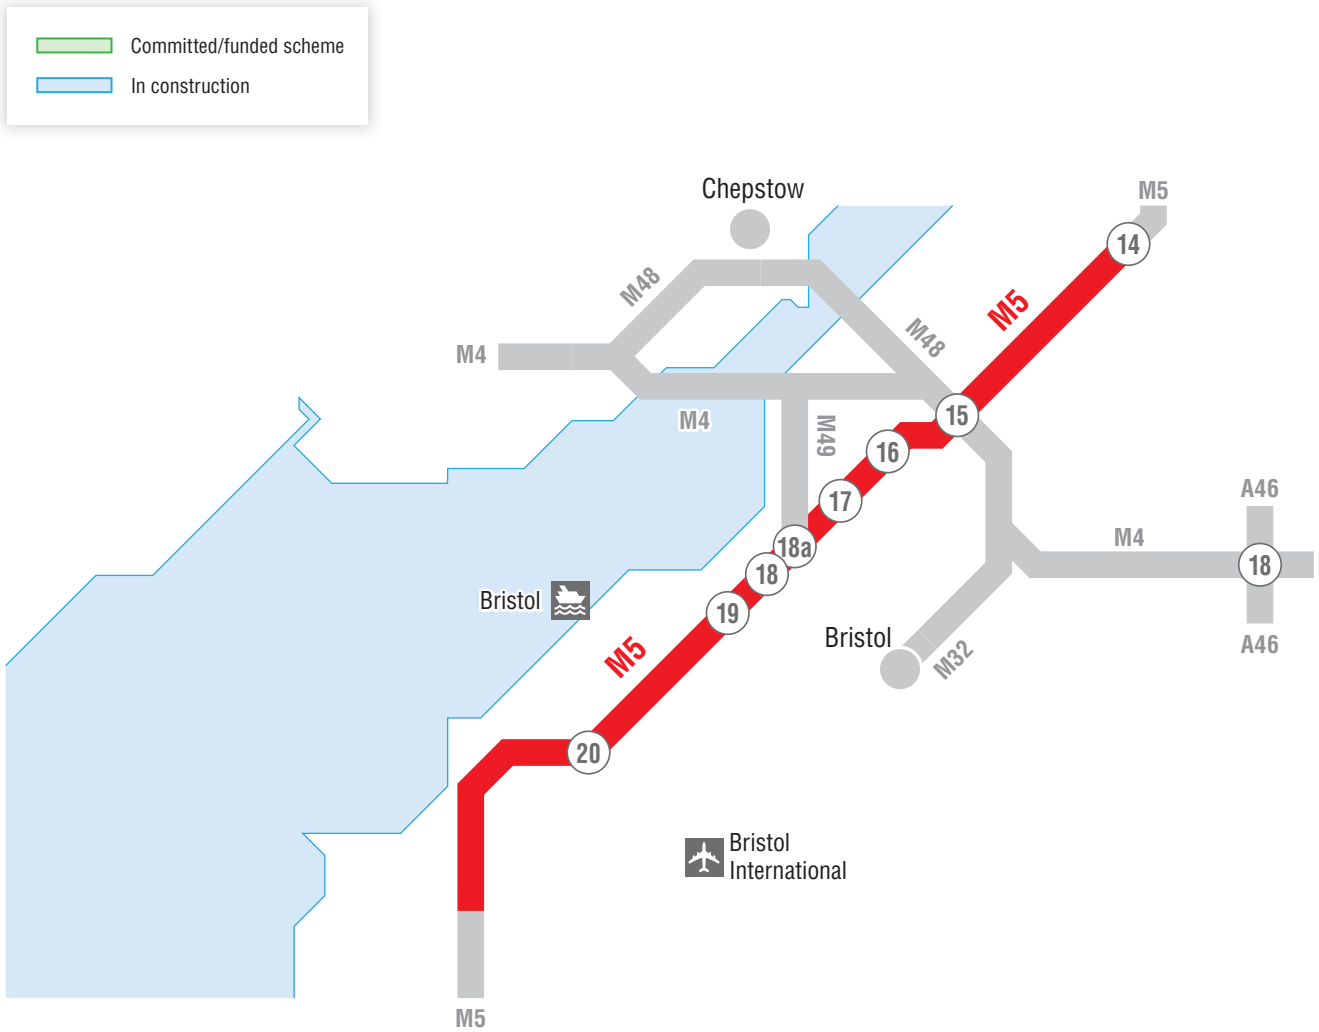 Committed/funded scheme
In construction
Chepstow
M5
14
M48
M5
M48
M4
15
M4
M49
16
17
A46
18a
M4
18
18
Bristol
19
Bristol
A46
M5
M32
20
Bristol
International
M5